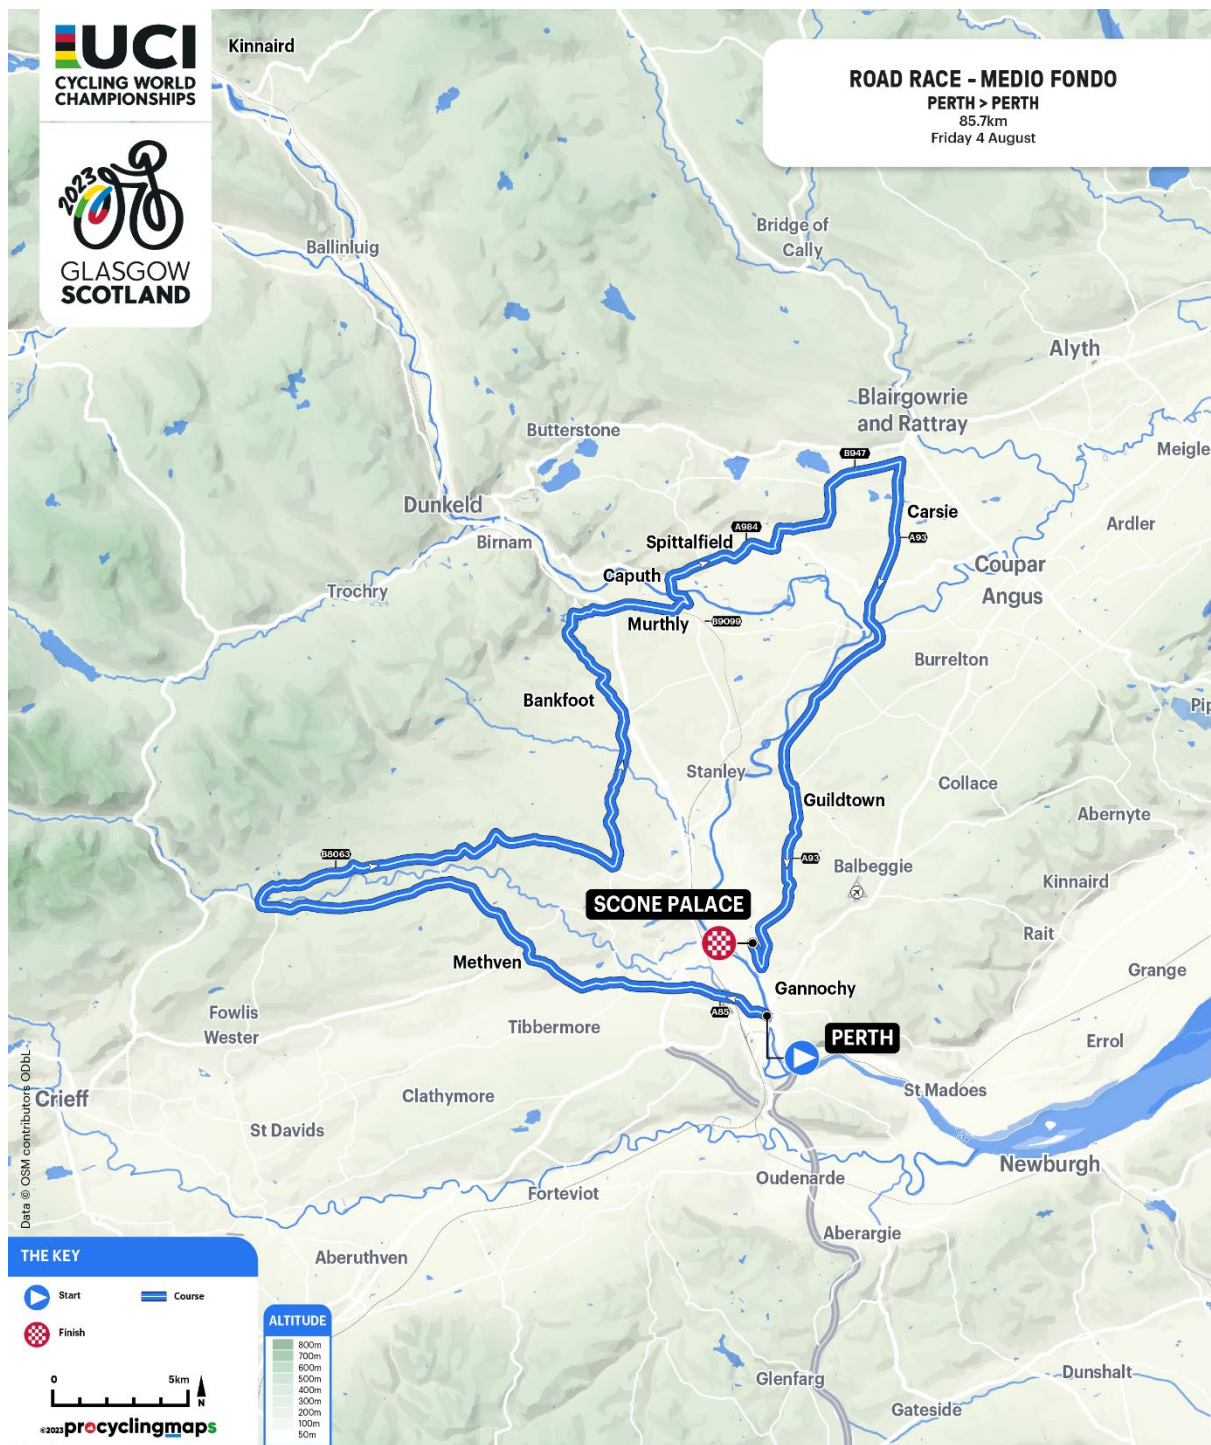 UCI
CYCLING WORLD
CHAMPIONSHIPS
2023
GLASGOW
SCOTLAND
ROAD RACE - MEDIO FONDO
PERTH > PERTH
85.7km
Friday 4 August
Kinnaird
Ballinluig
Bridge of
Cally
Alyth
Blairgowrie
and Rattray
Butterstone
Meigle
B947
Dunkeld
Carsie
Ardler
A984
Birnam
Spittalfield
A93
Coupar
Angus
Caputh
Trochry
Murthly
B9099
Burrelton
Bankfoot
Pip
Stanley
Collace
Guildtown
Abernyte
B8063
A93
Balbeggie
Kinnaird
SCONE PALACE
Rait
Methven
Grange
Gannochy
Fowlis
Wester
A85
Tibbermore
PERTH
Errol
St Madoes
Clathymore
Crieff
St Davids
Tay
Newburgh
Oudenarde
Forteviot
Aberargie
Aberuthven
Glenfarg
Dunshalt
Gateside
Data © OSM contributors ODbL
THE KEY
Start
Course
Finish
0 5km
N
©2023 procyclingmaps
ALTITUDE
800m
700m
600m
500m
400m
300m
200m
100m
50m